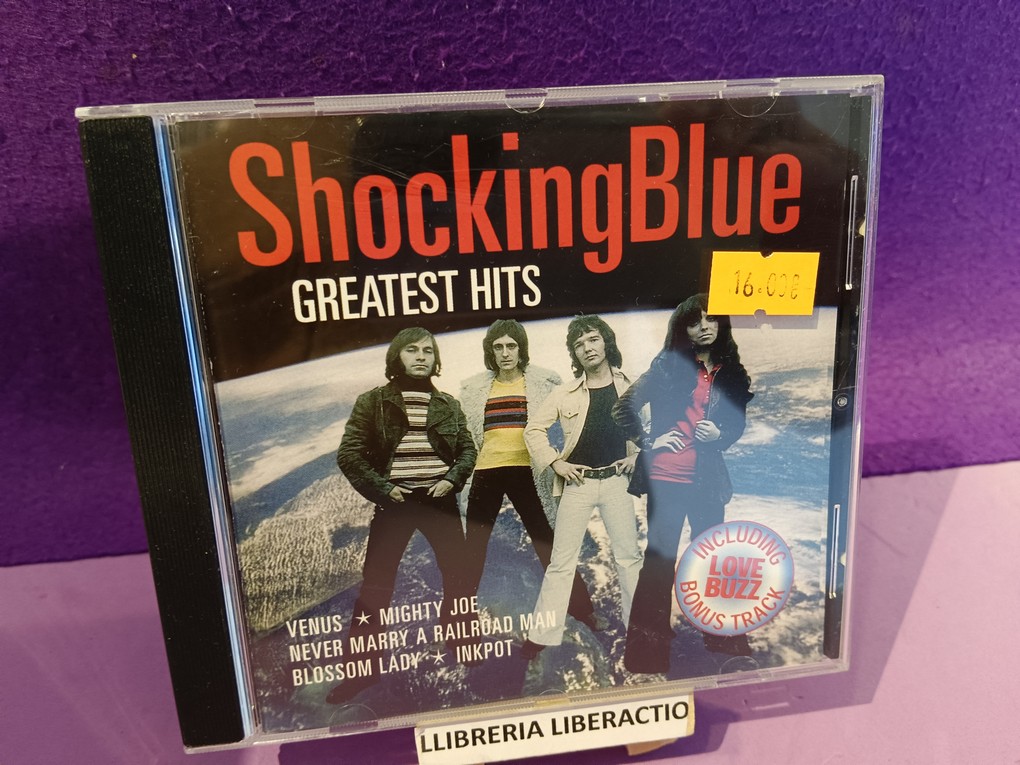 ShockingBlue
GREATEST HITS
16.00€
VENUS ★ MIGHTY JOE
NEVER MARRY A RAILROAD MAN
BLOSSOM LADY ★ INKPOT
INCLUDING
LOVE
BUZZ
BONUS TRACK
LLIBRERIA LIBERACTIO